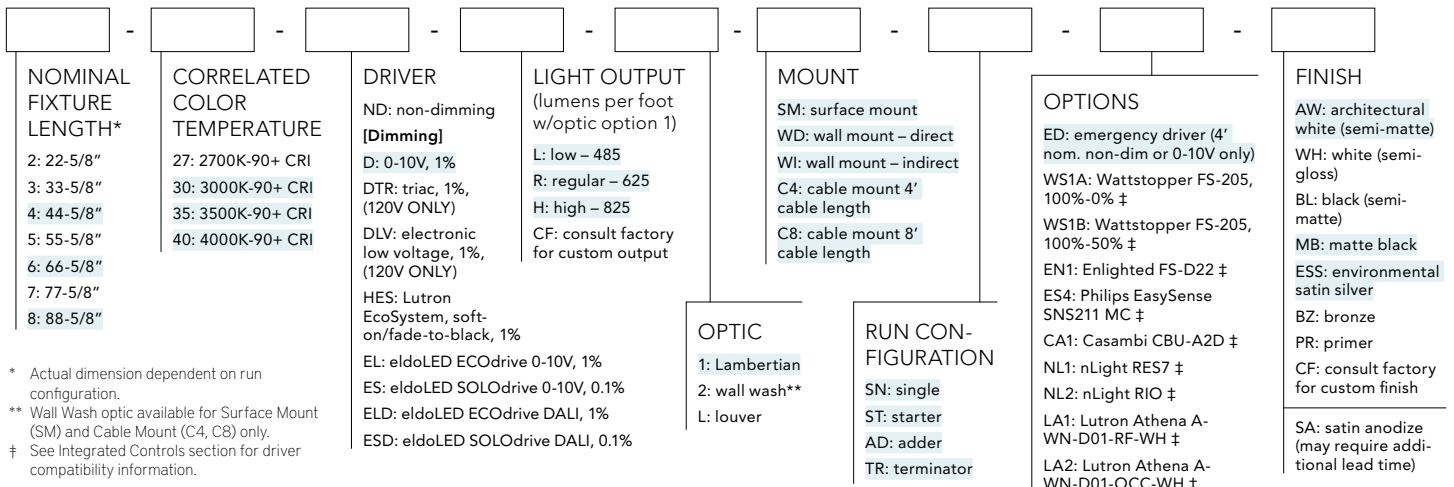 - - - - - - - -
NOMINAL
FIXTURE
LENGTH*
2: 22-5/8”
3: 33-5/8”
4: 44-5/8”
5: 55-5/8”
6: 66-5/8”
7: 77-5/8”
8: 88-5/8”
CORRELATED
COLOR
TEMPERATURE
27: 2700K-90+ CRI
30: 3000K-90+ CRI
35: 3500K-90+ CRI
40: 4000K-90+ CRI
DRIVER
ND: non-dimming
[Dimming]
D: 0-10V, 1%
DTR: triac, 1%,
(120V ONLY)
DLV: electronic
low voltage, 1%,
(120V ONLY)
HES: Lutron
EcoSystem, soft-
on/fade-to-black, 1%
EL: eldoLED ECOdrive 0-10V, 1%
ES: eldoLED SOLOdrive 0-10V, 0.1%
ELD: eldoLED ECOdrive DALI, 1%
ESD: eldoLED SOLOdrive DALI, 0.1%
LIGHT OUTPUT
(lumens per foot
w/optic option 1)
L: low – 485
R: regular – 625
H: high – 825
CF: consult factory
for custom output
OPTIC
1: Lambertian
2: wall wash**
L: louver
MOUNT
SM: surface mount
WD: wall mount – direct
WI: wall mount – indirect
C4: cable mount 4’
cable length
C8: cable mount 8’
cable length
RUN CON-
FIGURATION
SN: single
ST: starter
AD: adder
TR: terminator
OPTIONS
ED: emergency driver (4’
nom. non-dim or 0-10V only)
WS1A: Wattstopper FS-205,
100%-0% ‡
WS1B: Wattstopper FS-205,
100%-50% ‡
EN1: Enlighted FS-D22 ‡
ES4: Philips EasySense
SNS211 MC ‡
CA1: Casambi CBU-A2D ‡
NL1: nLight RES7 ‡
NL2: nLight RIO ‡
LA1: Lutron Athena A-
WN-D01-RF-WH ‡
LA2: Lutron Athena A-
WN-D01-OCC-WH ‡
FINISH
AW: architectural
white (semi-matte)
WH: white (semi-
gloss)
BL: black (semi-
matte)
MB: matte black
ESS: environmental
satin silver
BZ: bronze
PR: primer
CF: consult factory
for custom finish
SA: satin anodize
(may require addi-
tional lead time)
* Actual dimension dependent on run
configuration.
** Wall Wash optic available for Surface Mount
(SM) and Cable Mount (C4, C8) only.
‡ See Integrated Controls section for driver
compatibility information.